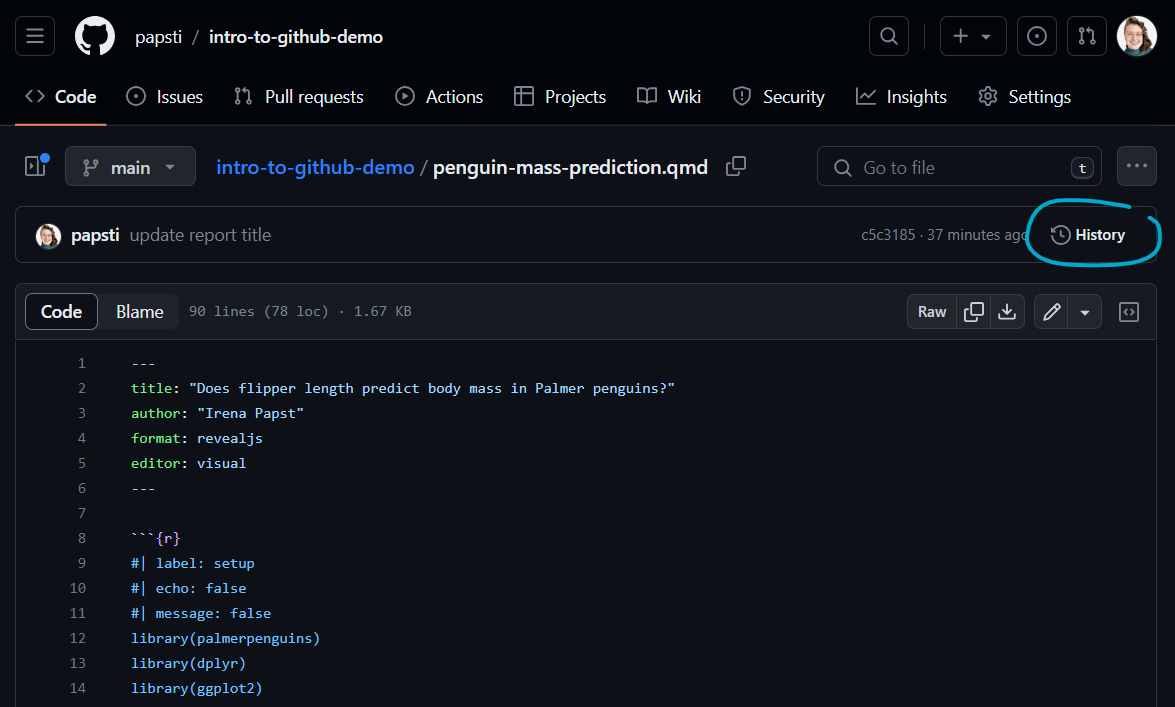 papsti / intro-to-github-demo
Code Issues Pull requests Actions Projects Wiki Security Insights Settings
main intro-to-github-demo / penguin-mass-prediction.qmd Go to file t
papsti update report title c5c3185 · 37 minutes ago History
Code Blame 90 lines (78 loc) · 1.67 KB Raw
1 ---
2 title: "Does flipper length predict body mass in Palmer penguins?"
3 author: "Irena Papst"
4 format: revealjs
5 editor: visual
6 ---
7
8 ```{r}
9 #| label: setup
10 #| echo: false
11 #| message: false
12 library(palmerpenguins)
13 library(dplyr)
14 library(ggplot2)